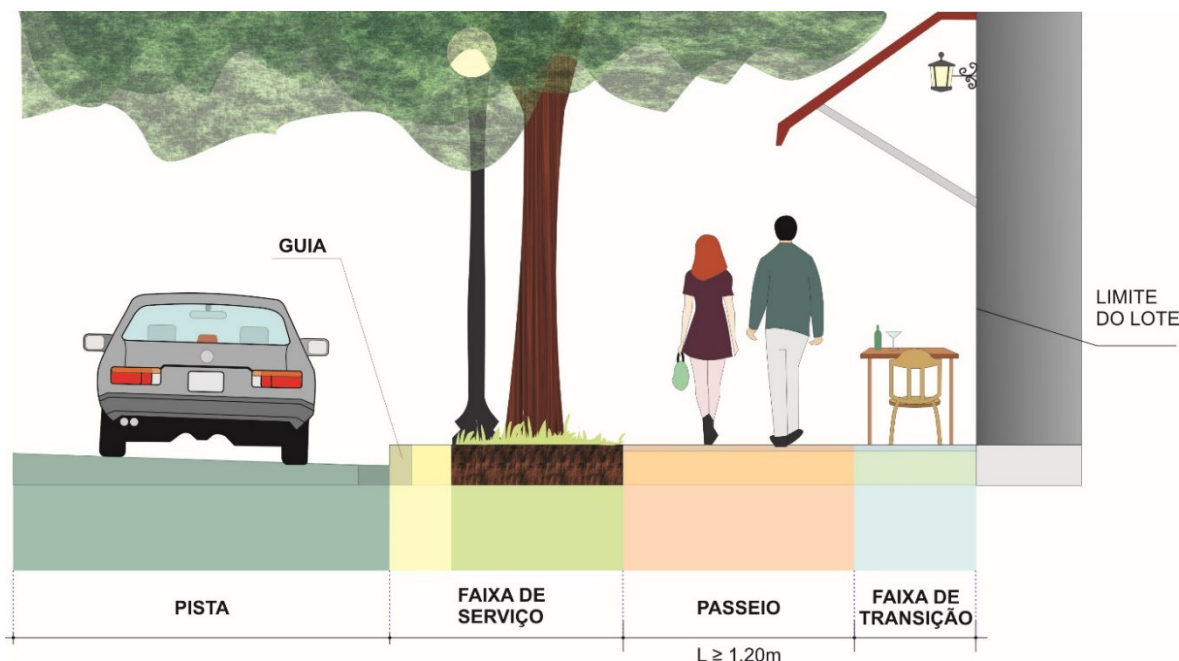 GUIA
LIMITE
DO LOTE
PISTA
FAIXA DE
SERVIÇO
PASSEIO
FAIXA DE
TRANSIÇÃO
L ≥ 1,20m